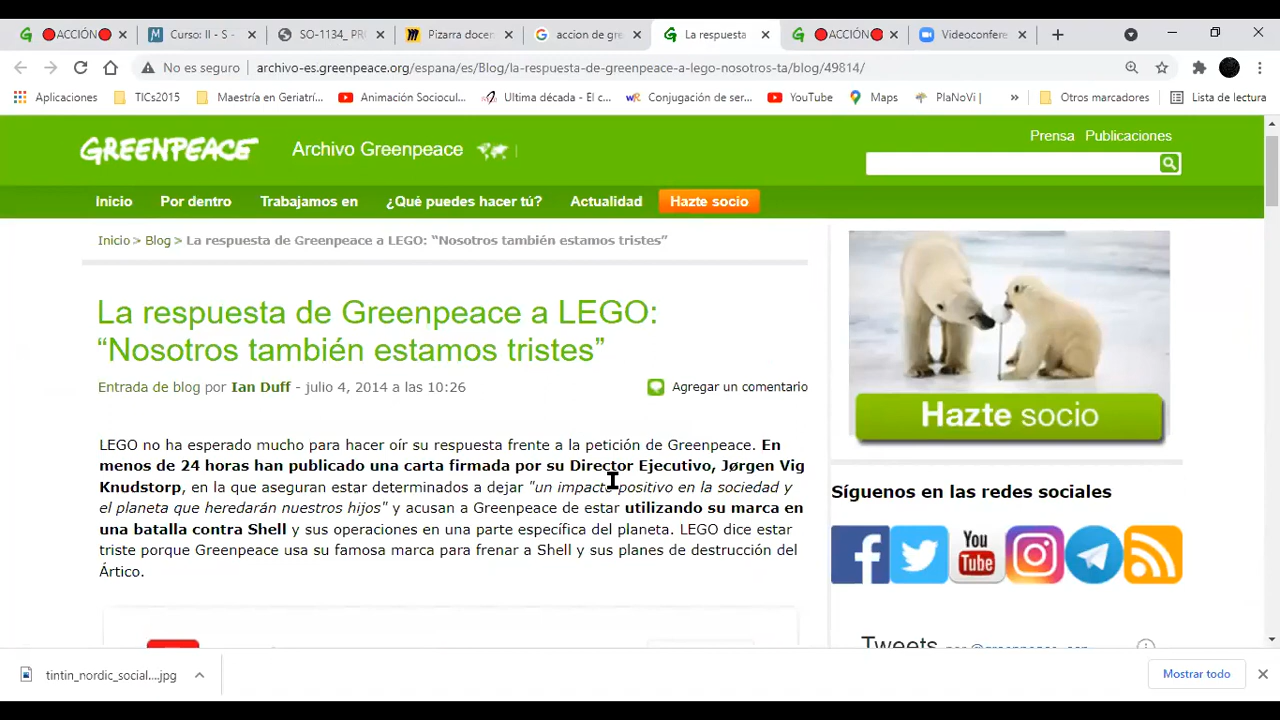 🔴ACCIÓN🔴
Curso: II - S -
SO-1134_ PR
Pizarra docen
accion de gre
La respuesta
🔴ACCIÓN🔴
Videoconfere
No es seguro
archivo-es.greenpeace.org/espana/es/Blog/la-respuesta-de-greenpeace-a-lego-nosotros-ta/blog/49814/
Aplicaciones
TICs2015
Maestría en Geriatrí...
Animación Sociocul...
Ultima década - El c...
Conjugación de ser...
YouTube
Maps
PlaNoVi |
»
Otros marcadores
Lista de lectura
Prensa Publicaciones
GREENPEACE Archivo Greenpeace
Inicio Por dentro Trabajamos en ¿Qué puedes hacer tú? Actualidad Hazte socio
Inicio > Blog > La respuesta de Greenpeace a LEGO: “Nosotros también estamos tristes”
La respuesta de Greenpeace a LEGO:
“Nosotros también estamos tristes”
Entrada de blog por Ian Duff - julio 4, 2014 a las 10:26
Agregar un comentario
LEGO no ha esperado mucho para hacer oír su respuesta frente a la petición de Greenpeace. En
menos de 24 horas han publicado una carta firmada por su Director Ejecutivo, Jørgen Vig
Knudstorp, en la que aseguran estar determinados a dejar "un impacto positivo en la sociedad y
el planeta que heredarán nuestros hijos" y acusan a Greenpeace de estar utilizando su marca en
una batalla contra Shell y sus operaciones en una parte específica del planeta. LEGO dice estar
triste porque Greenpeace usa su famosa marca para frenar a Shell y sus planes de destrucción del
Ártico.
Hazte socio
Síguenos en las redes sociales
You
Tube
Tweets
tintin_nordic_social....jpg
Mostrar todo